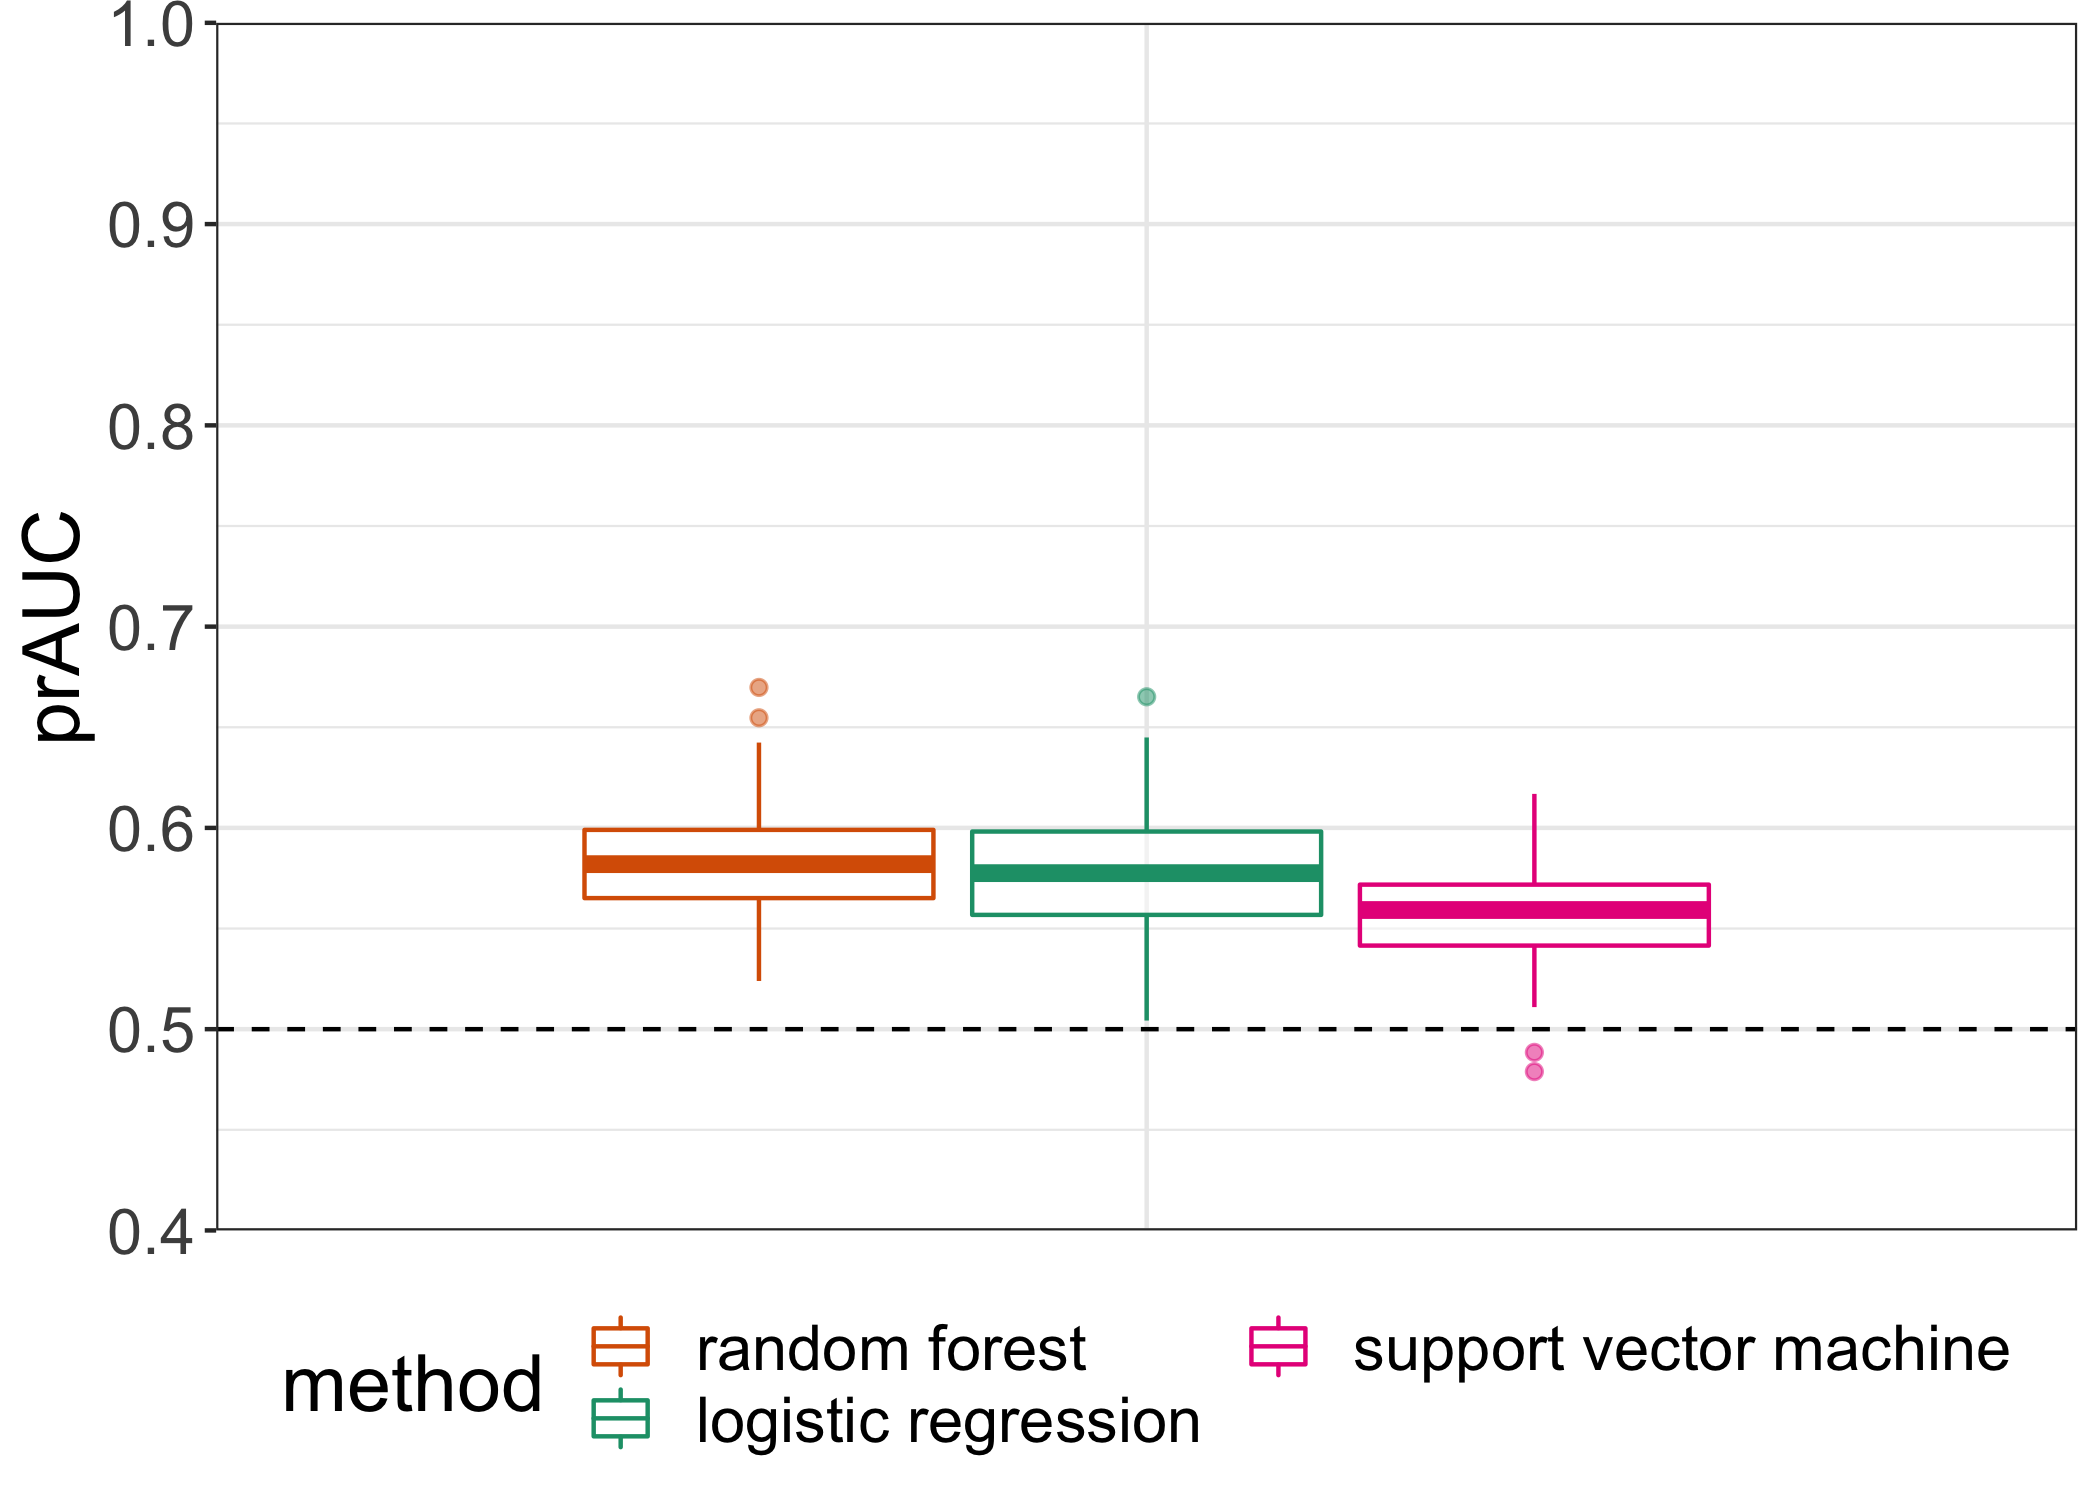 1.0
0.9
0.8
0.7
0.6
0.5
0.4
prAUC
method
random forest
logistic regression
support vector machine